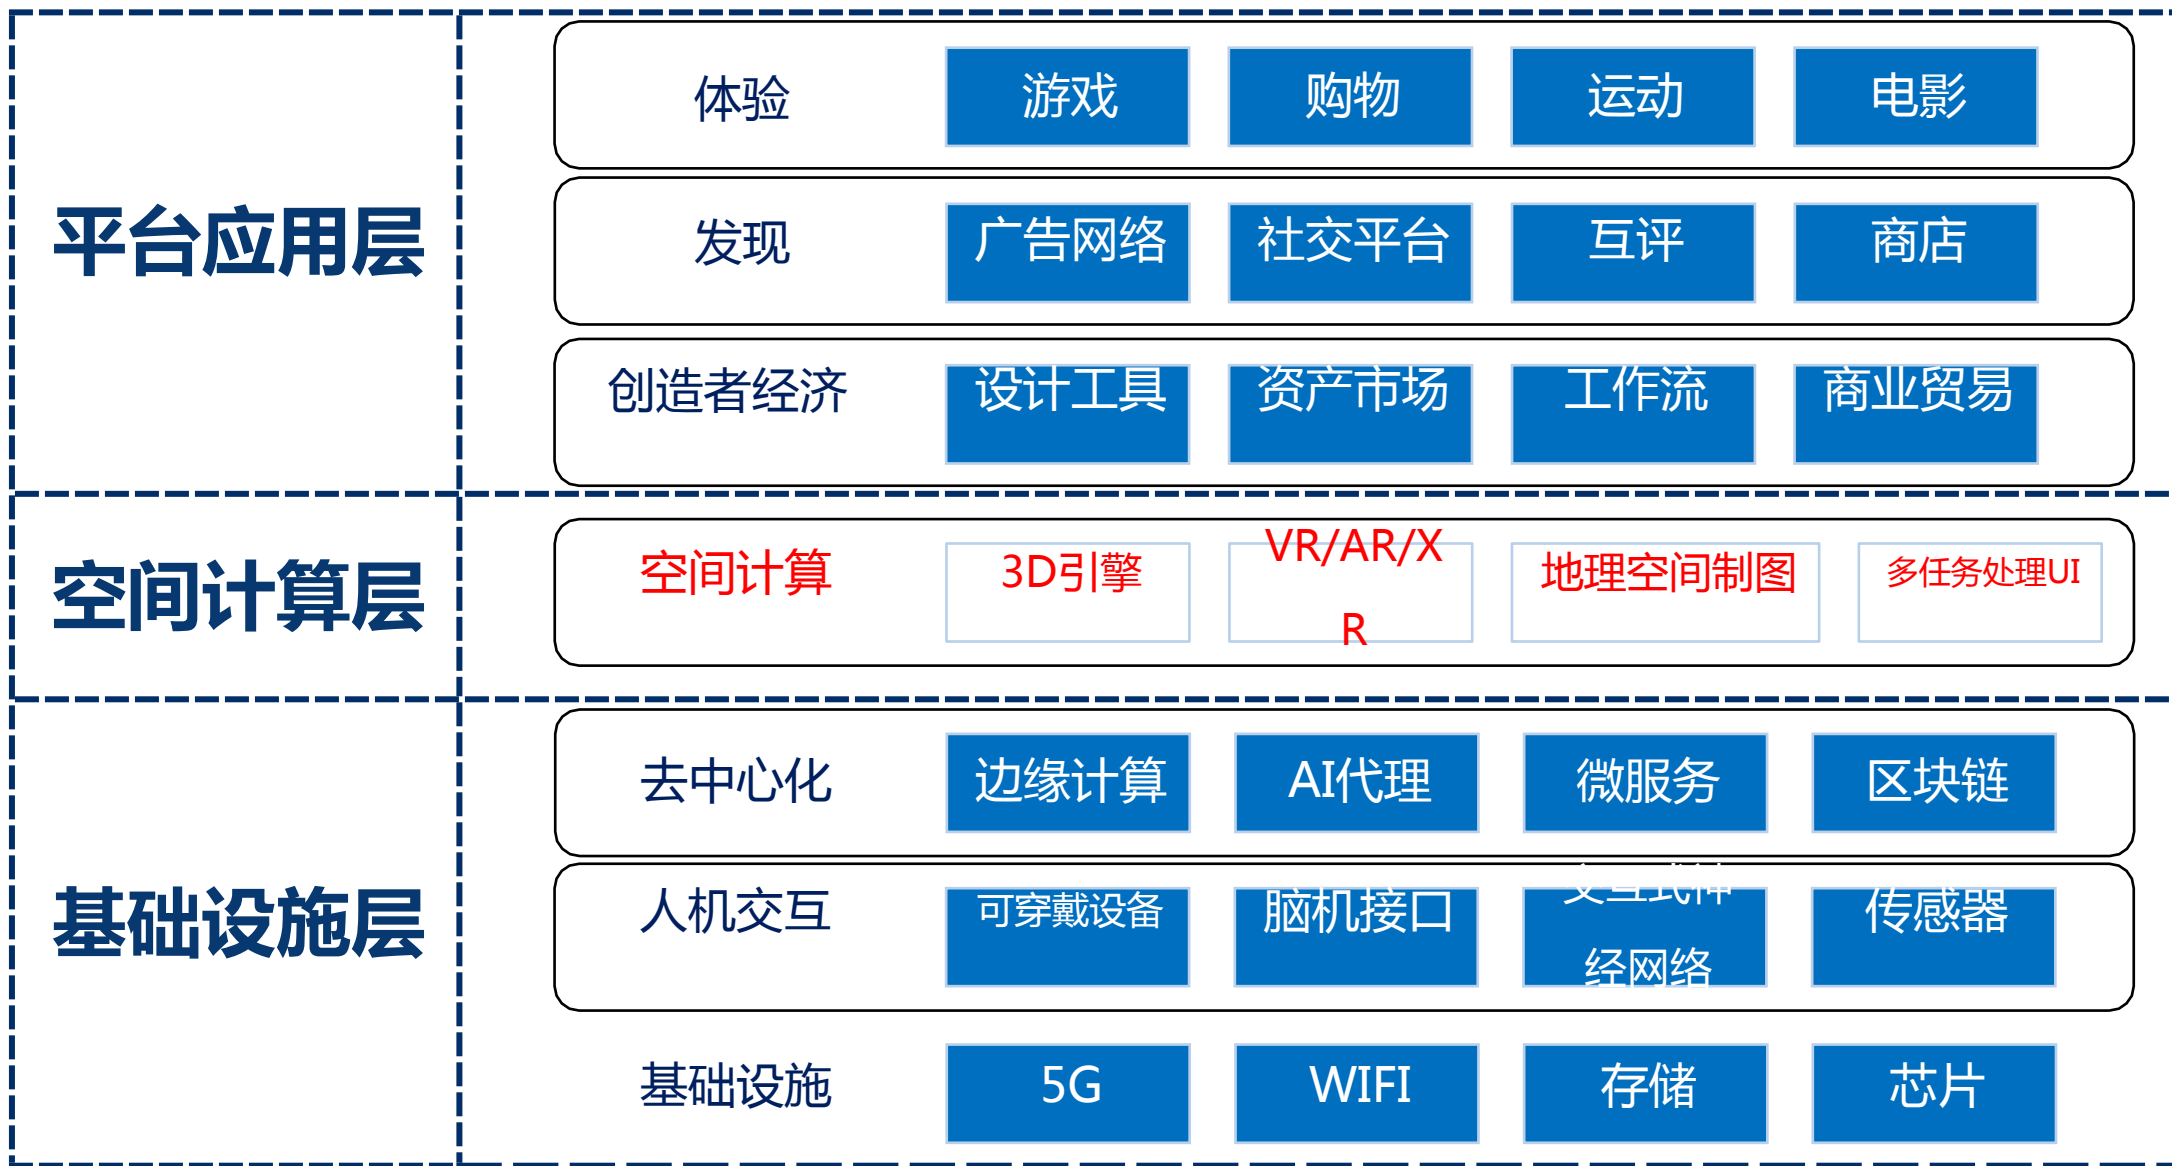 体验 游戏 购物 运动 电影
平台应用层
发现 广告网络 社交平台 互评 商店
创造者经济 设计工具 资产市场 工作流 商业贸易
空间计算层
空间计算 3D引擎 VR/AR/X
R 地理空间制图 多任务处理UI
去中心化 边缘计算 AI代理 微服务 区块链
基础设施层
人机交互 可穿戴设备 脑机接口 交互式神
经网络 传感器
基础设施 5G WIFI 存储 芯片